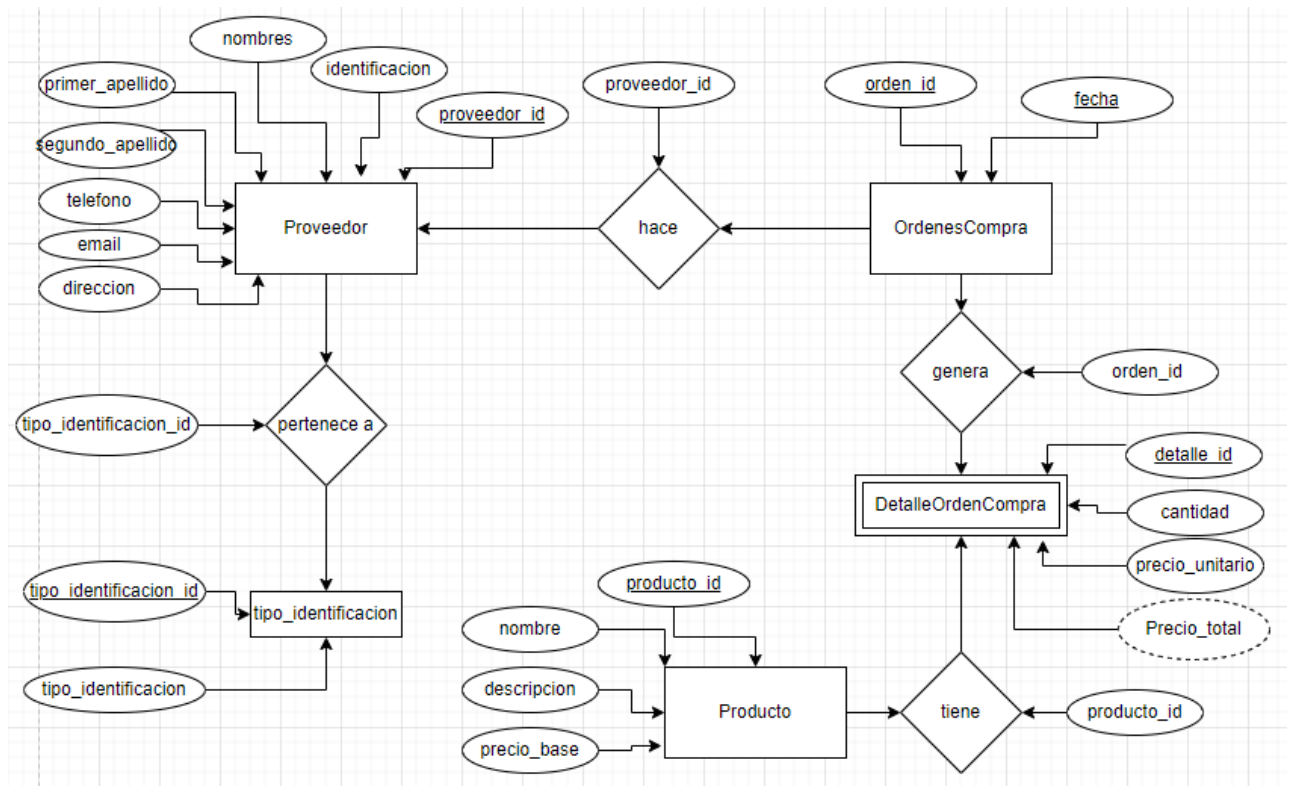 nombres
identificacion
primer_apellido
proveedor_id
proveedor_id
orden_id
fecha
segundo_apellido
telefono
email
direccion
Proveedor
hace
OrdenesCompra
genera
orden_id
tipo_identificacion_id
pertenece a
detalle_id
DetalleOrdenCompra
cantidad
precio_unitario
Precio_total
tipo_identificacion_id
tipo_identificacion
tipo_identificacion
producto_id
nombre
descripcion
precio_base
Producto
tiene
producto_id